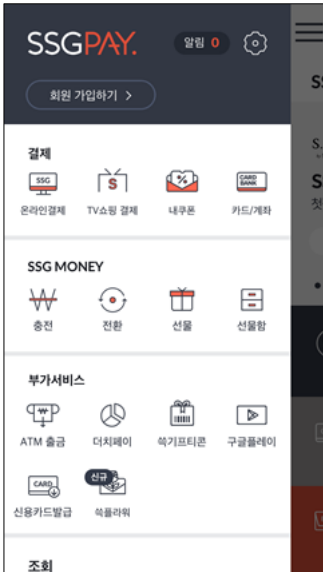 SSGPAY.
알림 0
회원 가입하기 >
결제
SSG
S
%
CARD
BANK
온라인결제 TV쇼핑 결제 내쿠폰 카드/계좌
SSG MONEY
충전 전환 선물 선물함
부가서비스
ATM 출금 더치페이 쓱기프티콘 구글플레이
CARD
신규
신용카드발급 쓱플라워
조회